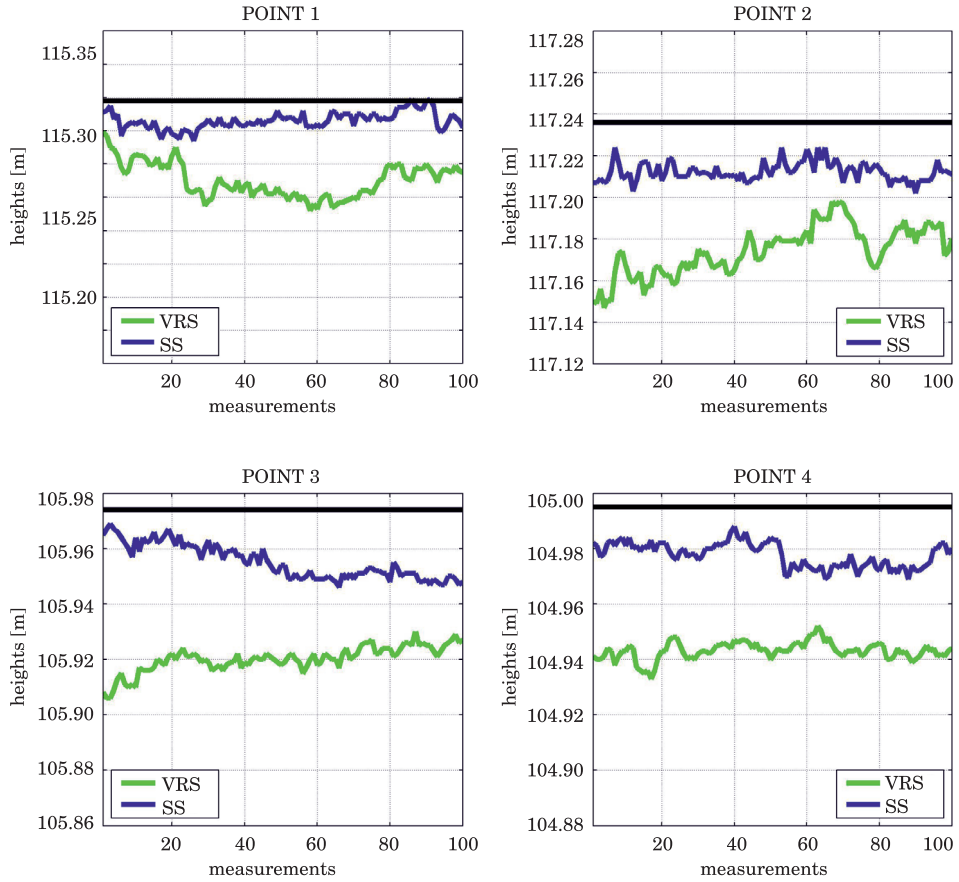 POINT 1
115.35
115.30
115.26
115.20
heights [m]
VRS
SS
20 40 60 80 100
measurements
POINT 2
117.28
117.26
117.24
117.22
117.20
117.18
117.16
117.14
117.12
heights [m]
VRS
SS
20 40 60 80 100
measurements
POINT 3
105.98
105.96
105.94
105.92
105.90
105.88
105.86
heights [m]
VRS
SS
20 40 60 80 100
measurements
POINT 4
105.00
104.98
104.96
104.94
104.92
104.90
104.88
heights [m]
VRS
SS
20 40 60 80 100
measurements